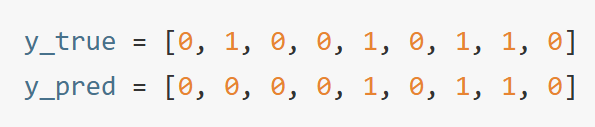 y_true = [0, 1, 0, 0, 1, 0, 1, 1, 0]
y_pred = [0, 0, 0, 0, 1, 0, 1, 1, 0]